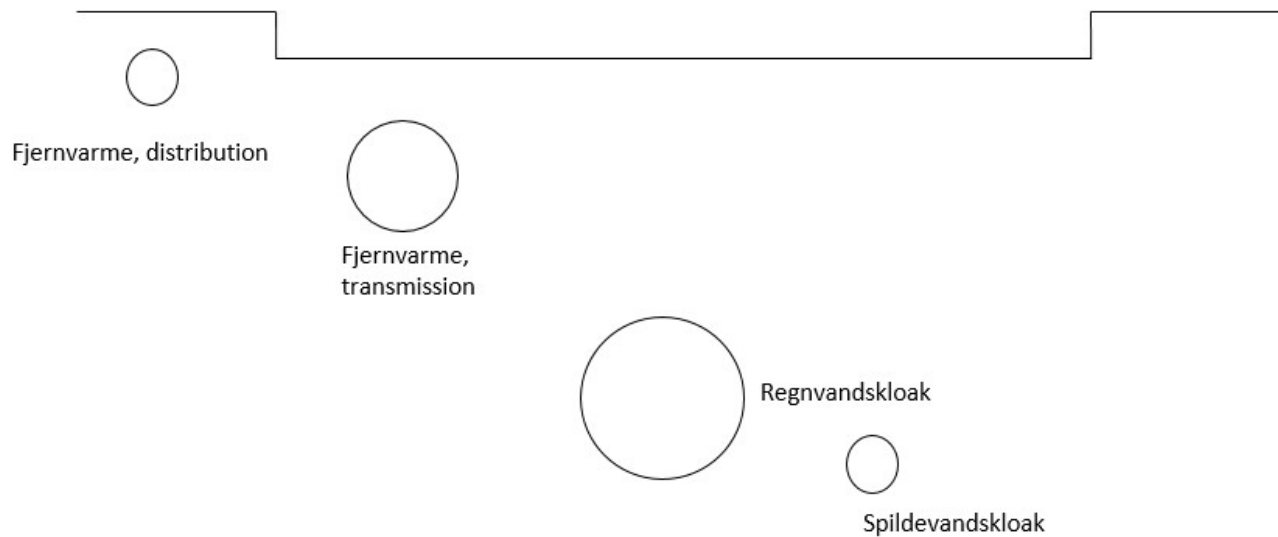 Fjernvarme, distribution
Fjernvarme,
transmission
Regnvandskloak
Spildevandskloak